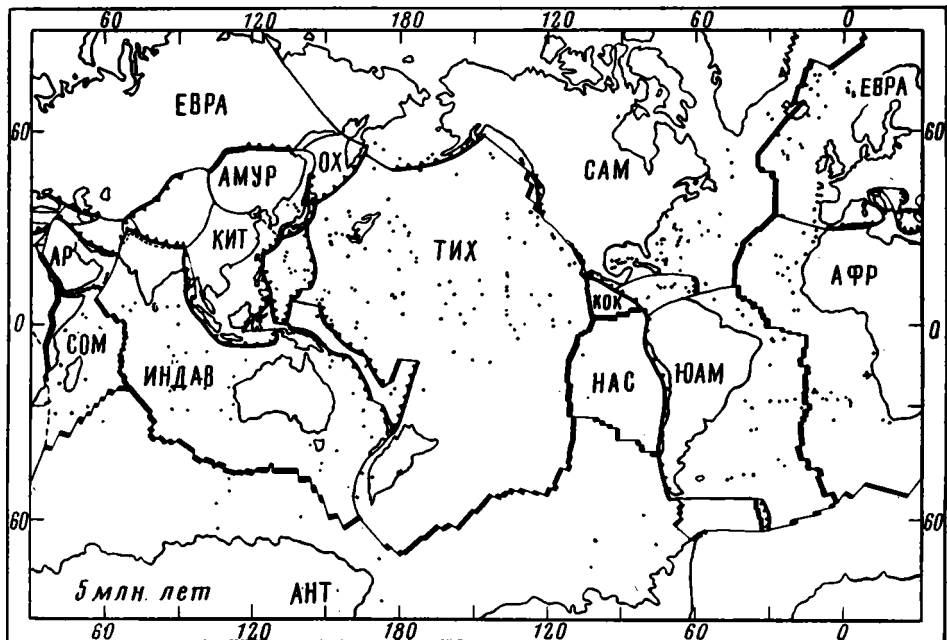 60 120 180 120 60 0
ЕВРА ЕВРА
60 60
ОХ
АМУР САМ
КИТ ТИХ
АР АФР
КОК
0 0
СОМ
ИНДАВ НАС ЮАМ
60 60
5 млн. лет АНТ
60 120 180 120 60 0